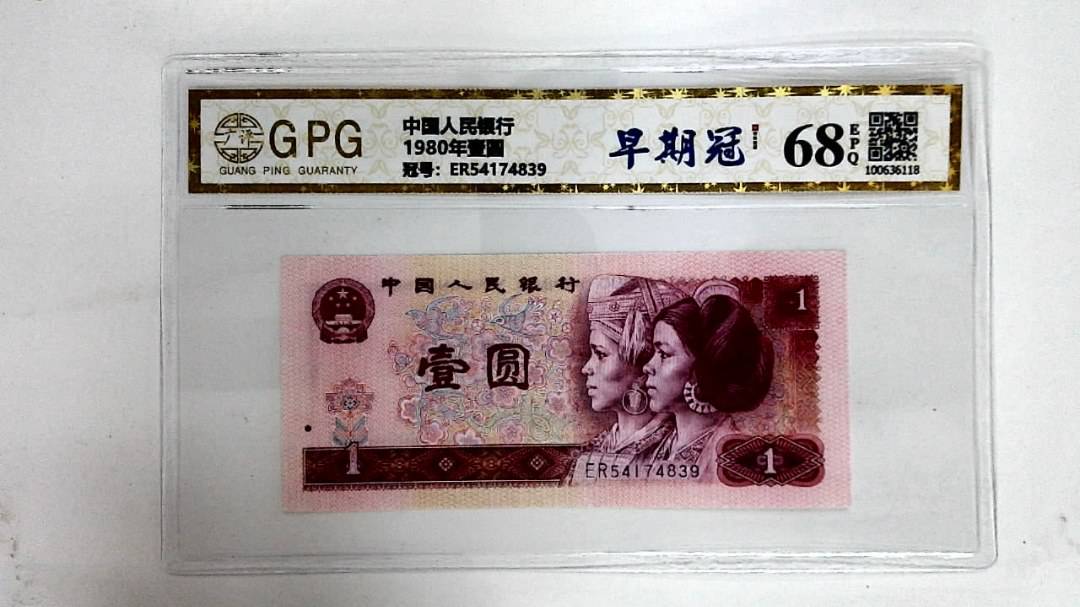 广评
GPG
GUANG PING GUARANTY
中国人民银行
1980年壹圆
冠号：ER54174839
早期冠
68
EPQ
100636118
中国人民银行
1
壹圆
1
ER54174839
1